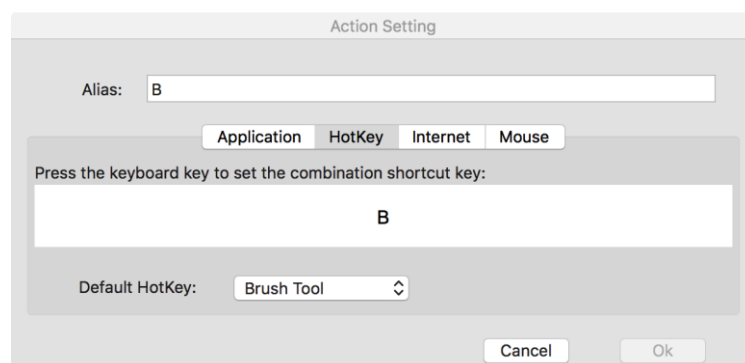 Action Setting
Alias: B
Application HotKey Internet Mouse
Press the keyboard key to set the combination shortcut key:
B
Default HotKey: Brush Tool
Cancel Ok